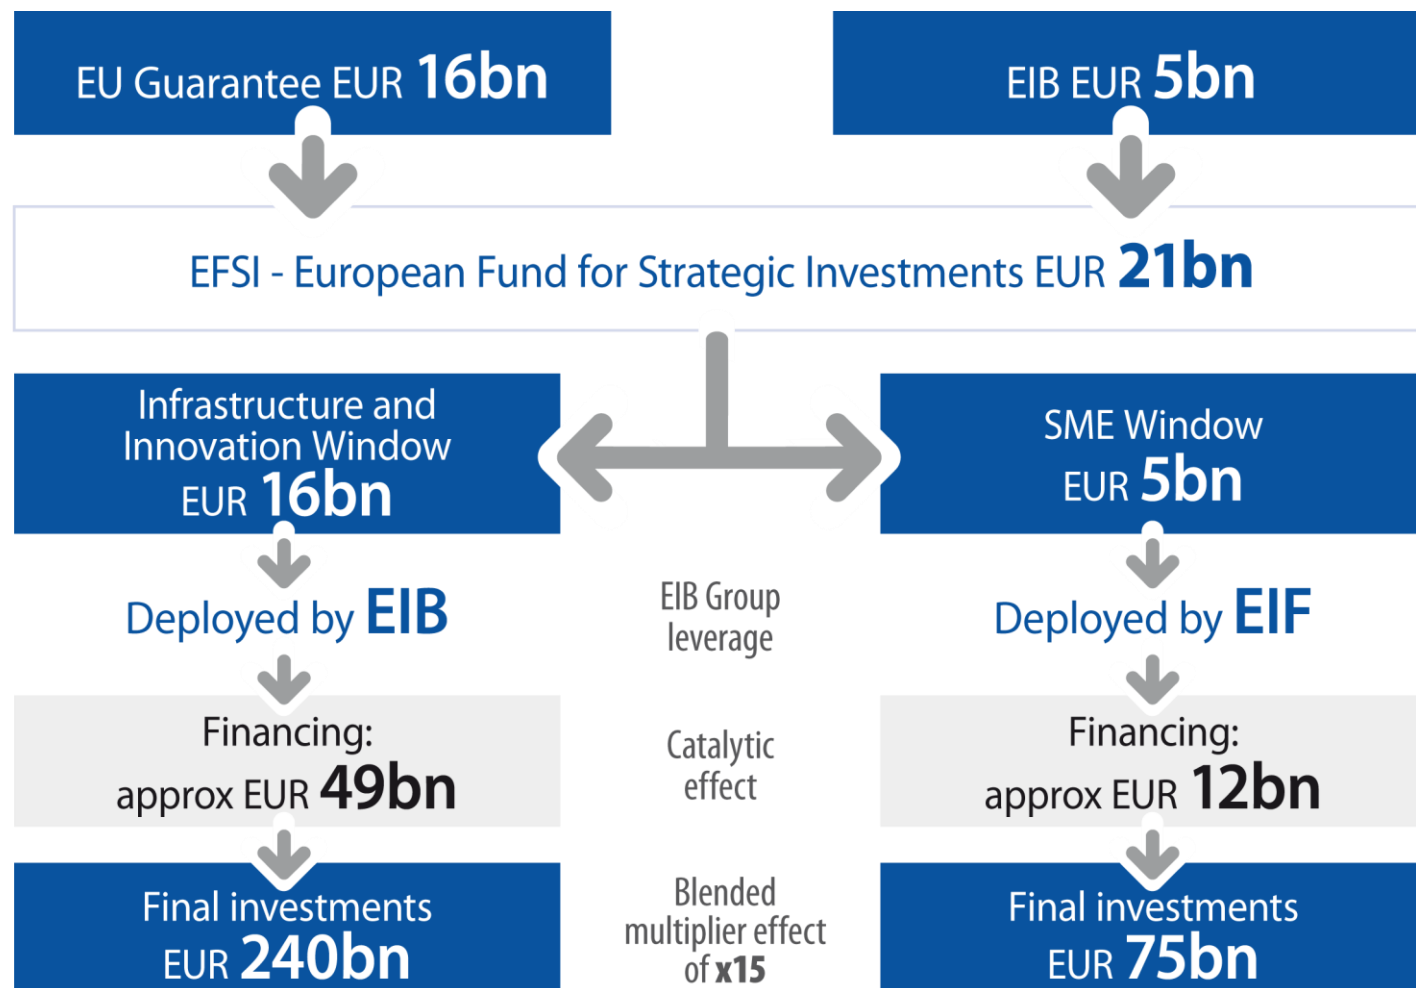 EU Guarantee EUR 16bn
EIB EUR 5bn
EFSI - European Fund for Strategic Investments EUR 21bn
Infrastructure and
Innovation Window
EUR 16bn
SME Window
EUR 5bn
Deployed by EIB
EIB Group
leverage
Deployed by EIF
Financing:
approx EUR 49bn
Catalytic
effect
Financing:
approx EUR 12bn
Final investments
EUR 240bn
Blended
multiplier effect
of x15
Final investments
EUR 75bn